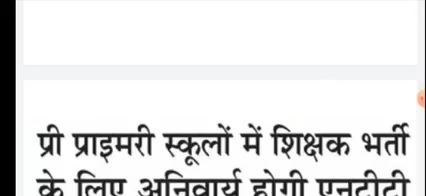 प्री प्राइमरी स्कूलों में शिक्षक भर्ती
के लिए अनिवार्य होगी एनटीटी